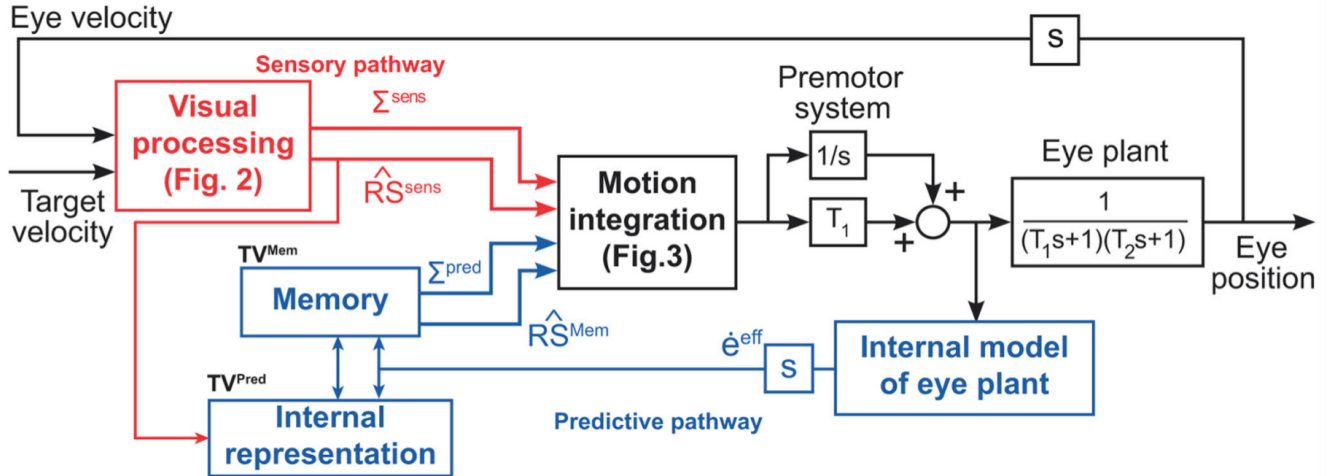 Eye velocity
S
Sensory pathway
Σ^sens
Premotor
system
Visual
processing
(Fig. 2)
1/s
Eye plant
Target
velocity
R̂S^sens
Motion
integration
(Fig.3)
+
T₁
+
1
(T₁s+1)(T₂s+1)
Eye
position
TV^Mem
Σ^pred
Memory
R̂S^Mem
ė^eff
S
Internal model
of eye plant
TV^Pred
Internal
representation
Predictive pathway